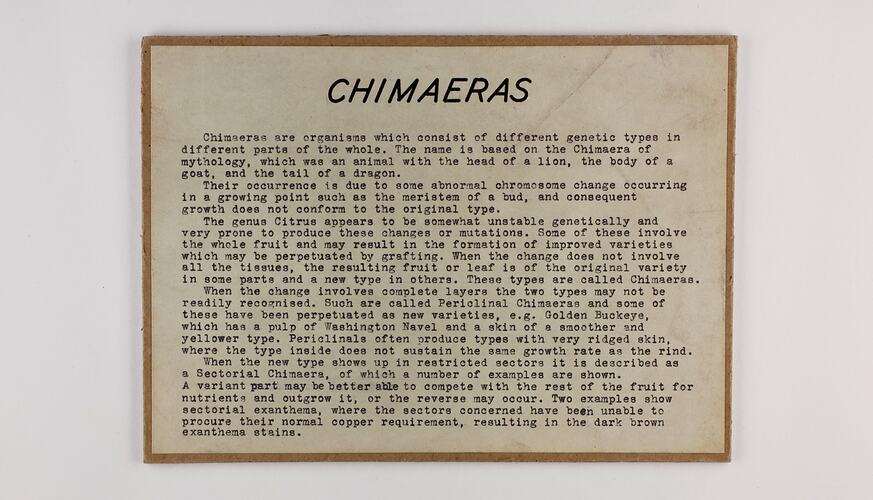 CHIMAERAS
Chimaeras are organisms which consist of different genetic types in
different parts of the whole. The name is based on the Chimaera of
mythology, which was an animal with the head of a lion, the body of a
goat, and the tail of a dragon.
Their occurrence is due to some abnormal chromosome change occurring
in a growing point such as the meristem of a bud, and consequent
growth does not conform to the original type.
The genus Citrus appears to be somewhat unstable genetically and
very prone to produce these changes or mutations. Some of these involve
the whole fruit and may result in the formation of improved varieties
which may be perpetuated by grafting. When the change does not involve
all the tissues, the resulting fruit or leaf is of the original variety
in some parts and a new type in others. These types are called Chimaeras.
When the change involves complete layers the two types may not be
readily recognised. Such are called Periclinal Chimaeras and some of
these have been perpetuated as new varieties, e.g. Golden Buckeye,
which has a pulp of Washington Navel and a skin of a smoother and
yellower type. Periclinals often produce types with very ridged skin,
where the type inside does not sustain the same growth rate as the rind.
When the new type shows up in restricted sectors it is described as
a Sectorial Chimaera, of which a number of examples are shown.
A variant part may be better able to compete with the rest of the fruit for
nutrients and outgrow it, or the reverse may occur. Two examples show
sectorial exanthema, where the sectors concerned have been unable to
procure their normal copper requirement, resulting in the dark brown
exanthema stains.